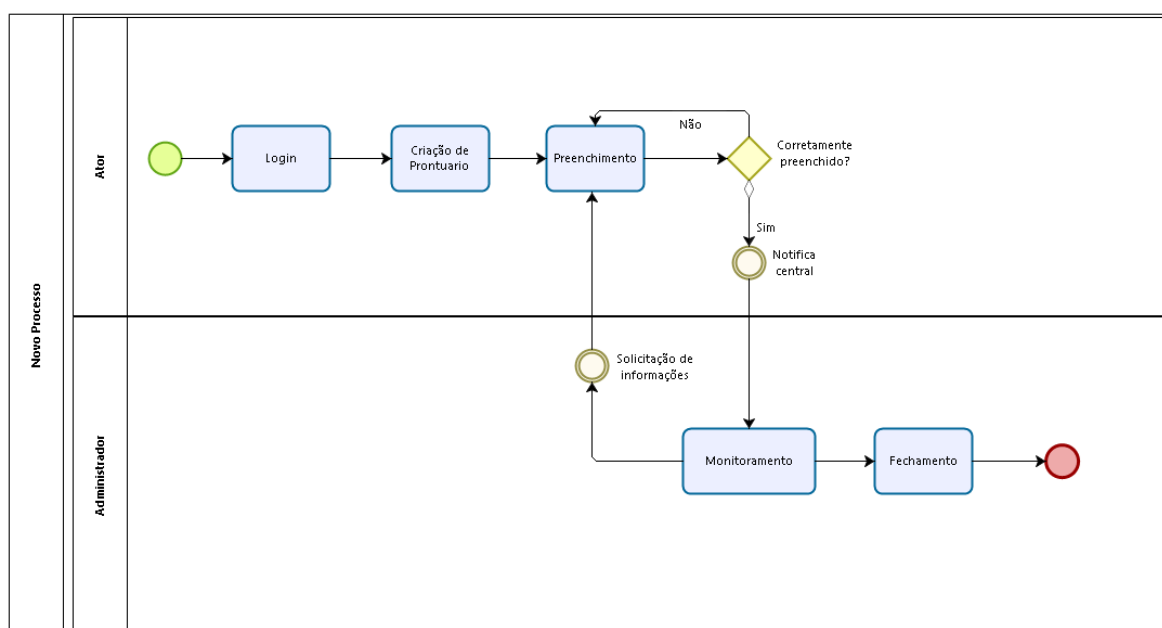 Novo Processo
Ator
Login
Criação de
Prontuario
Preenchimento
Não
Corretamente
preenchido?
Sim
Notifica
central
Administrador
Solicitação de
informações
Monitoramento
Fechamento